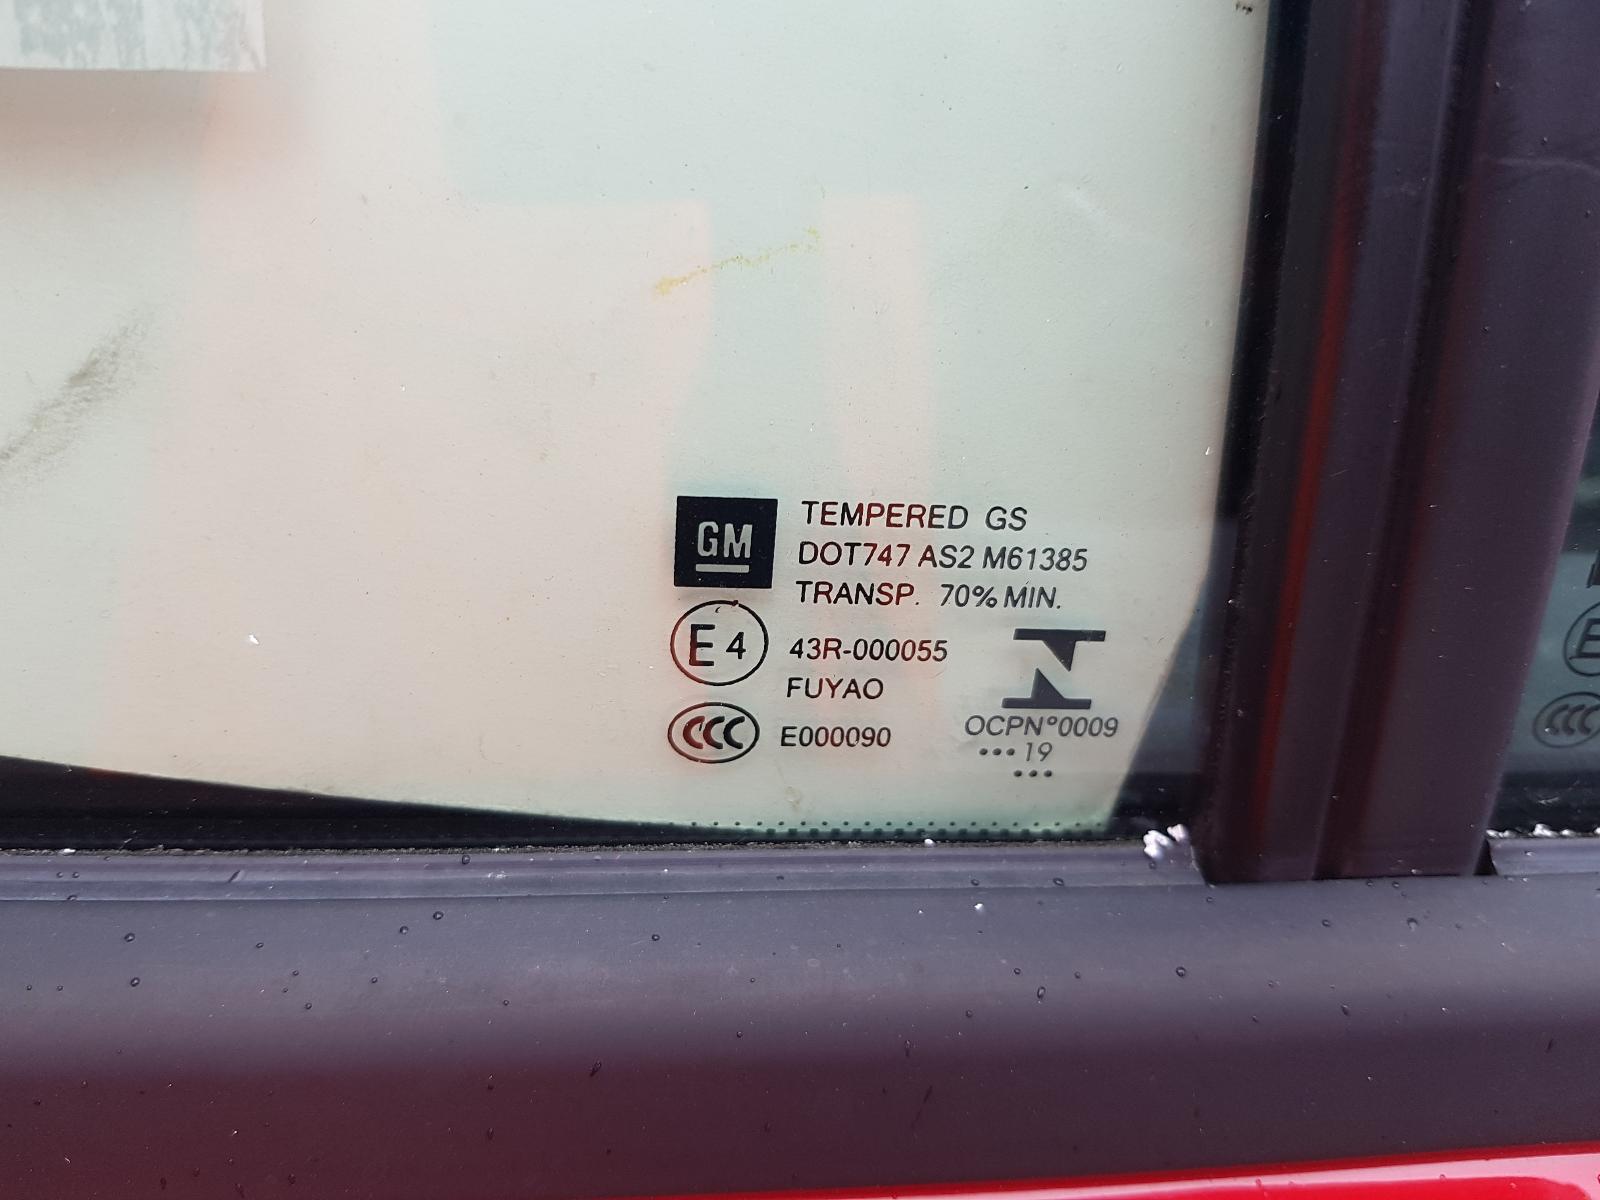 GM
TEMPERED GS
DOT747 AS2 M61385
TRANSP. 70% MIN.
E4
43R-000055
FUYAO
CCC
E000090
OCPN°0009
•••19
•••